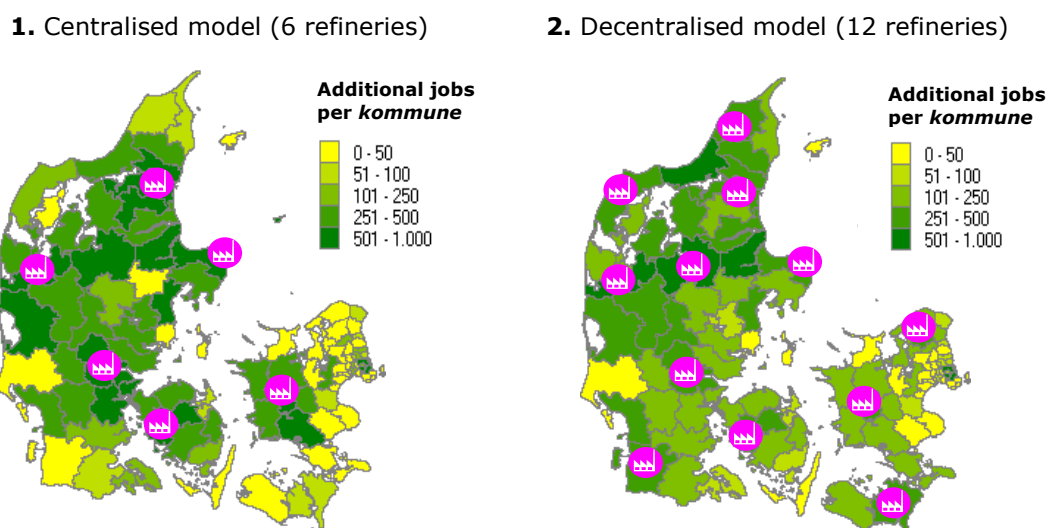 1. Centralised model (6 refineries)
Additional jobs
per kommune
0 - 50
51 - 100
101 - 250
251 - 500
501 - 1.000
2. Decentralised model (12 refineries)
Additional jobs
per kommune
0 - 50
51 - 100
101 - 250
251 - 500
501 - 1.000